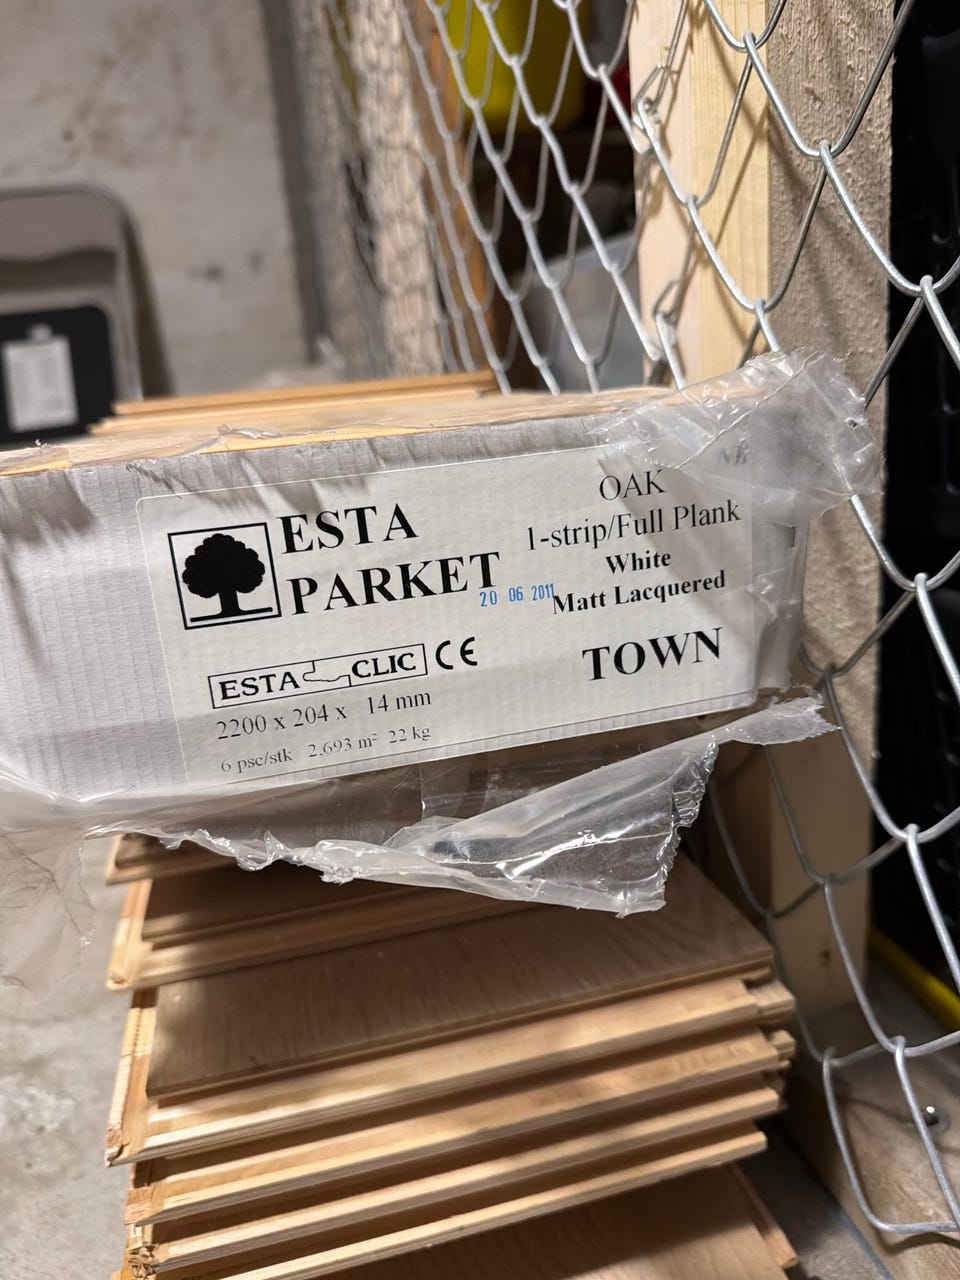 ESTA
PARKET
20 06 2011
OAK
1-strip/Full Plank
White
Matt Lacquered
TOWN
ESTA CLIC CE
2200 x 204 x 14 mm
6 psc/stk 2,693 m² 22 kg